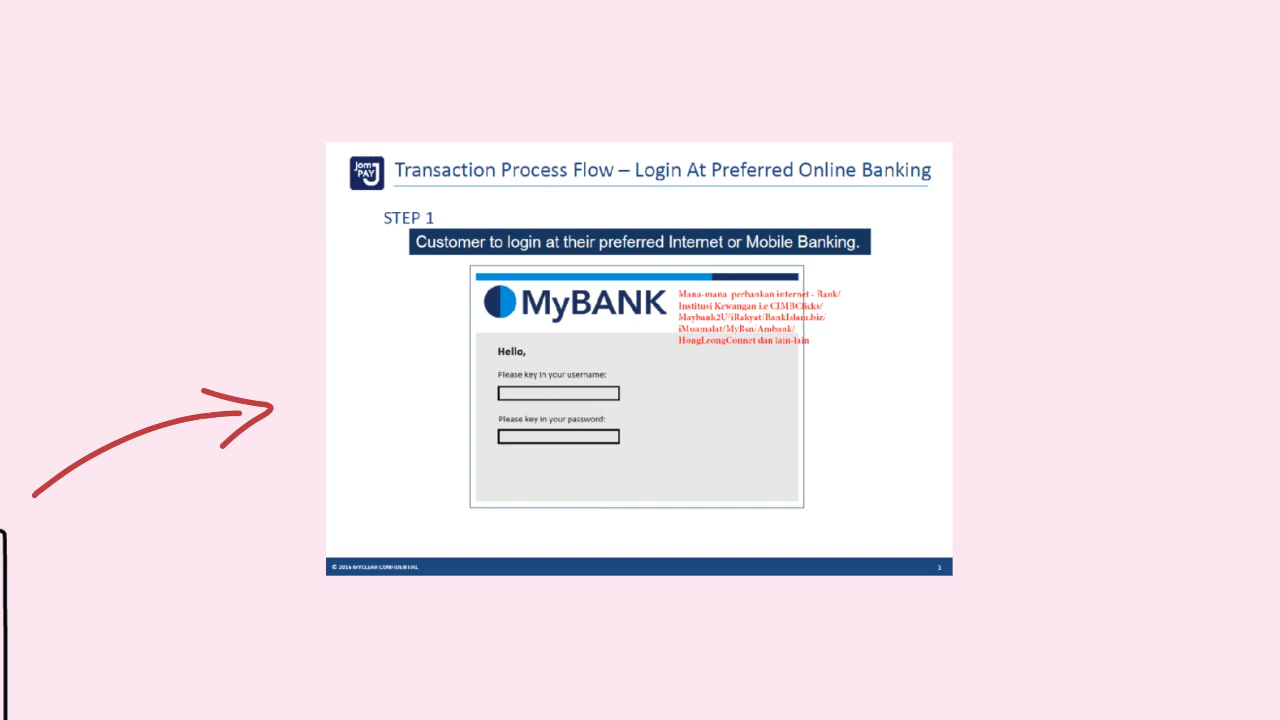 Jom
PAY
Transaction Process Flow – Login At Preferred Online Banking
STEP 1
Customer to login at their preferred Internet or Mobile Banking.
MyBANK
Mana-mana perbankan internet - Bank/
Institusi Kewangan i.e CIMBClicks/
Maybank2U/iRakyat/BankIslam.biz/
iMuamalat/MyBsn/Ambank/
HongLeongConnet dan lain-lain
Hello,
Please key in your username:
Please key in your password:
© 2016 MYCLEAR CONFIDENTIAL
1